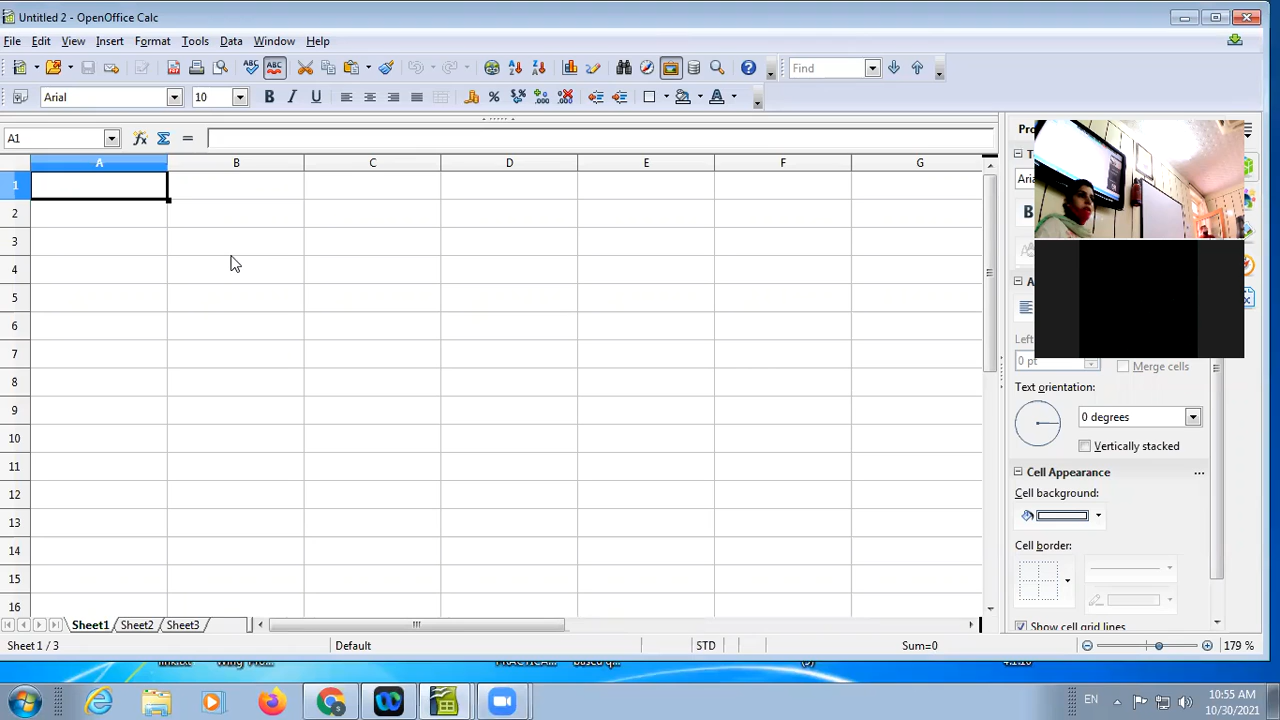 Untitled 2 - OpenOffice Calc
File Edit View Insert Format Tools Data Window Help
Find
Arial 10
A1
A B C D E F G
1
2
3
4
5
6
7
8
9
10
11
12
13
14
15
16
0 pt
Merge cells
Text orientation:
0 degrees
Vertically stacked
Cell Appearance
Cell background:
Cell border:
Show cell grid lines
Sheet1 Sheet2 Sheet3
Sheet 1 / 3 Default STD Sum=0 179 %
EN
10:55 AM
10/30/2021